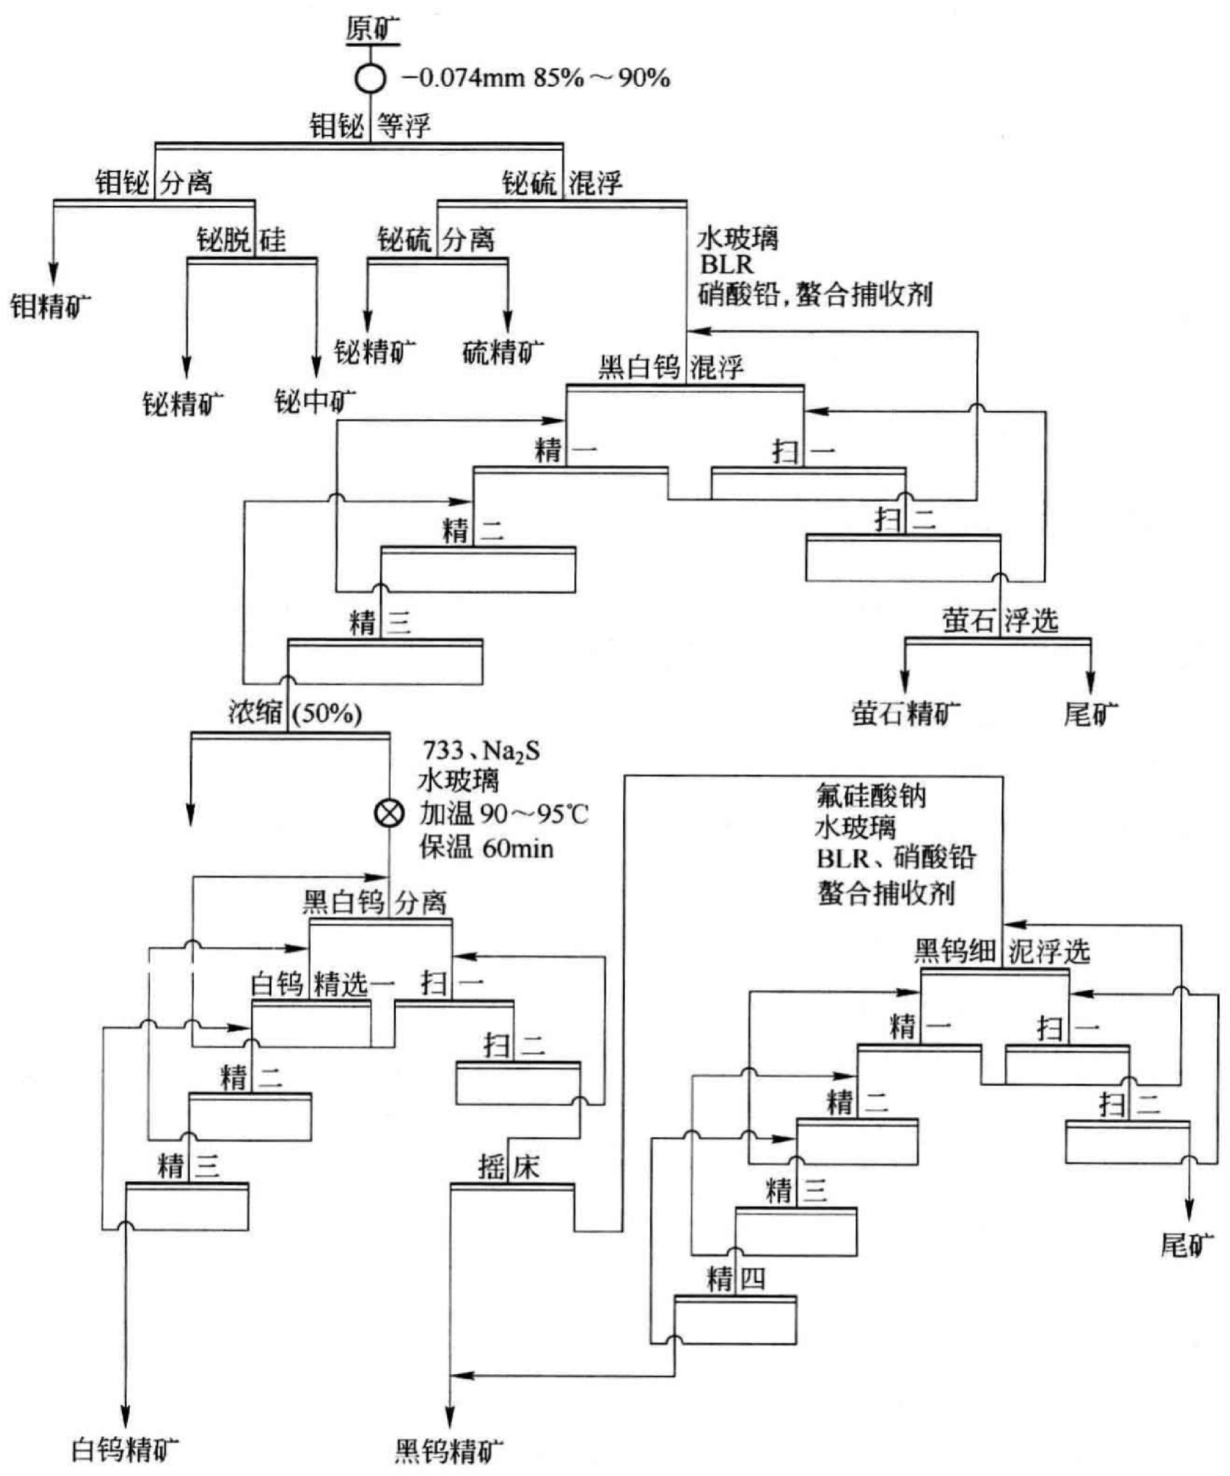 原矿
-0.074mm 85%～90%
钼铋等浮
钼铋分离
铋硫混浮
铋脱硅
铋硫分离
水玻璃
BLR
硝酸铅,螯合捕收剂
钼精矿
铋精矿
硫精矿
铋精矿
铋中矿
黑白钨混浮
精一
扫一
精二
扫二
精三
萤石浮选
浓缩(50%)
萤石精矿
尾矿
733、Na₂S
水玻璃
加温 90～95℃
保温 60min
氟硅酸钠
水玻璃
BLR、硝酸铅
螯合捕收剂
黑白钨分离
黑钨细泥浮选
白钨精选一
扫一
精一
扫一
扫二
精二
精二
扫二
精三
摇床
精三
尾矿
精四
白钨精矿
黑钨精矿